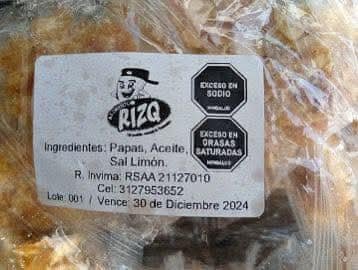 RIZO
EXCESO EN
SODIO
MINSALUD
EXCESO EN
GRASAS
SATURADAS
MINSALUD
Ingredientes: Papas, Aceite,
Sal Limón.
R. Invima: RSAA 21127010
Cel: 3127953652
Lote: 001 / Vence: 30 de Diciembre 2024